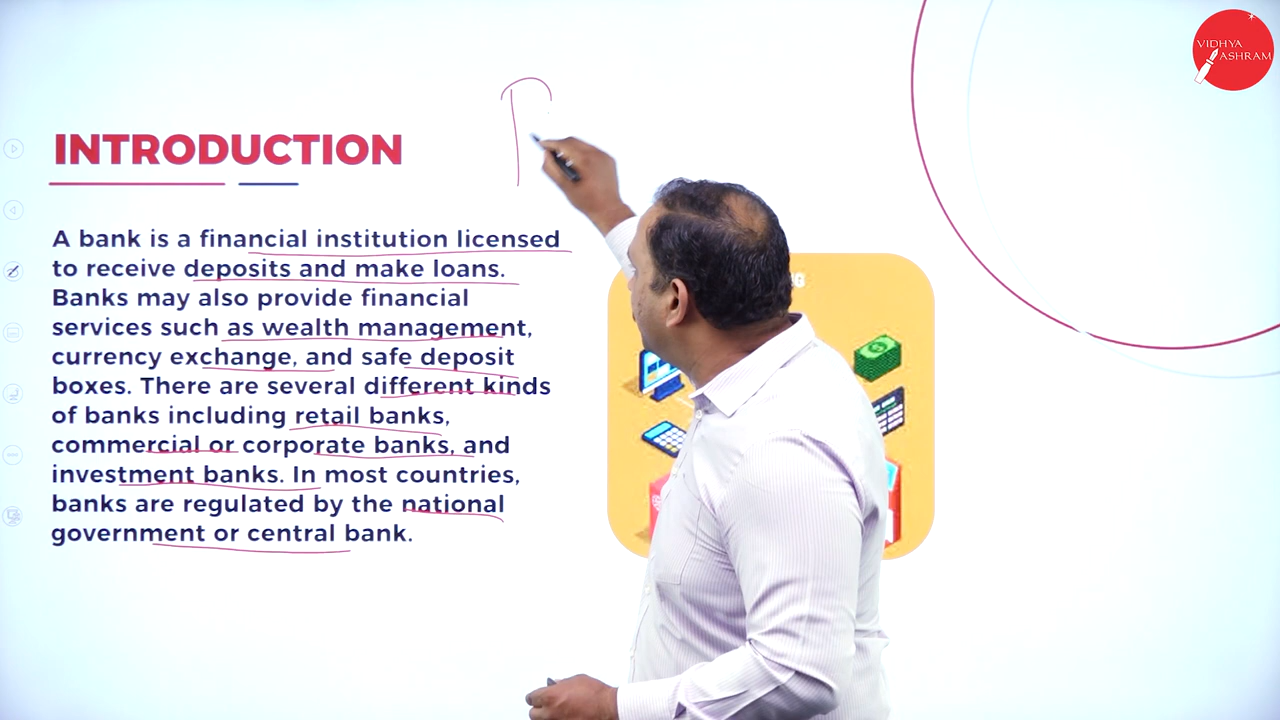 VIDHYA
ASHRAM
INTRODUCTION
A bank is a financial institution licensed
to receive deposits and make loans.
Banks may also provide financial
services such as wealth management,
currency exchange, and safe deposit
boxes. There are several different kinds
of banks including retail banks,
commercial or corporate banks, and
investment banks. In most countries,
banks are regulated by the national
government or central bank.